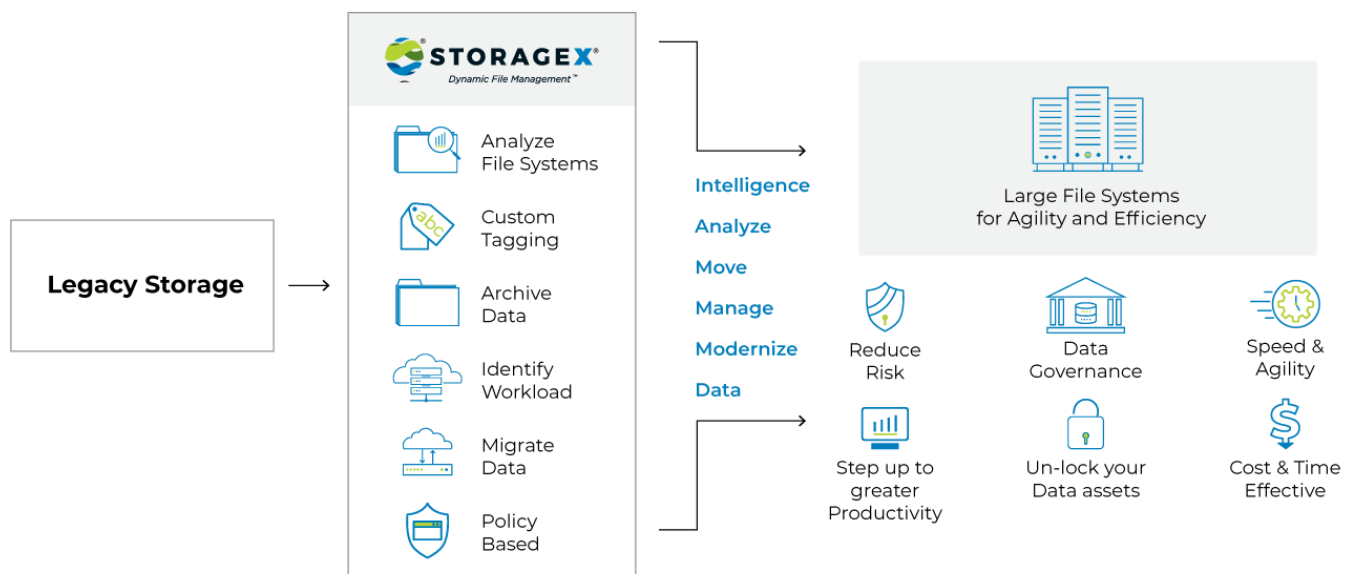 Legacy Storage
STORAGEX®
®
Dynamic File Management™
Analyze
File Systems
abc
Custom
Tagging
Archive
Data
Identify
Workload
Migrate
Data
Policy
Based
Intelligence
Analyze
Move
Manage
Modernize
Data
Large File Systems
for Agility and Efficiency
Reduce
Risk
Data
Governance
Speed &
Agility
Step up to
greater
Productivity
Un-lock your
Data assets
$
Cost & Time
Effective